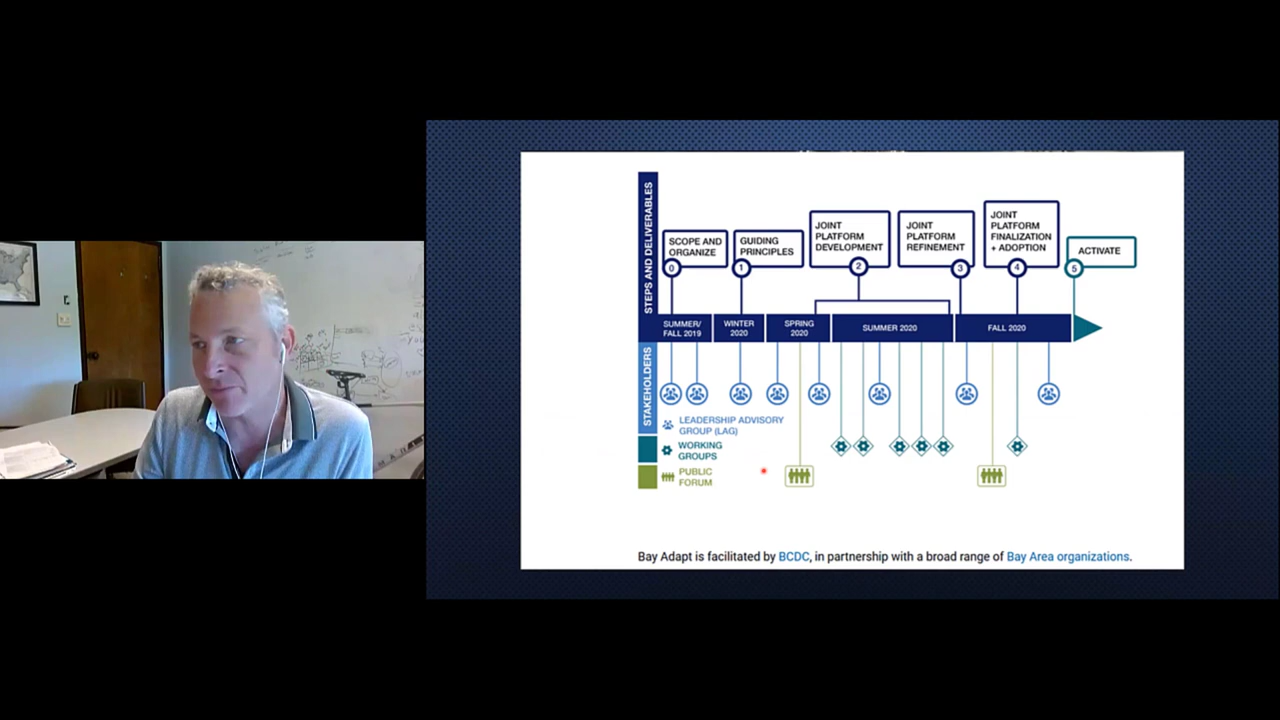 STEPS AND DELIVERABLES
SCOPE AND
ORGANIZE
0
GUIDING
PRINCIPLES
1
JOINT
PLATFORM
DEVELOPMENT
2
JOINT
PLATFORM
REFINEMENT
3
JOINT
PLATFORM
FINALIZATION
+ ADOPTION
4
ACTIVATE
5
SUMMER/
FALL 2019
WINTER
2020
SPRING
2020
SUMMER 2020
FALL 2020
STAKEHOLDERS
LEADERSHIP ADVISORY
GROUP (LAG)
WORKING
GROUPS
PUBLIC
FORUM
Bay Adapt is facilitated by BCDC, in partnership with a broad range of Bay Area organizations.